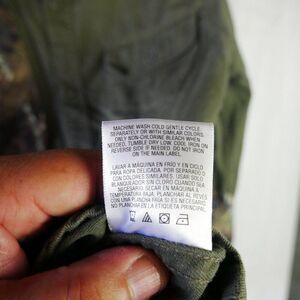 MACHINE WASH COLD GENTLE CYCLE.
SEPARATELY OR WITH SIMILAR COLORS.
ONLY NON-CHLORINE BLEACH WHEN
NEEDED, TUMBLE DRY LOW. COOL IRON ON
REVERSE SIDE IF NEEDED. DO NOT IRON
ON THE MAIN LABEL.
LAVAR A MÁQUINA EN FRÍO Y EN CICLO
PARA ROPA DELICADA. POR SEPARADO O
CON COLORES SIMILARES. USAR SOLO
BLANQUEADOR SIN CLORO CUANDO SEA
NECESARIO. SECAR EN MÁQUINA A
TEMPERATURA BAJA. PLANCHAR CON
UNA PLANCHA FRÍA SI ES NECESARIO
NO PLANCHAR EN LA ETIQUETA PRINCIPAL.